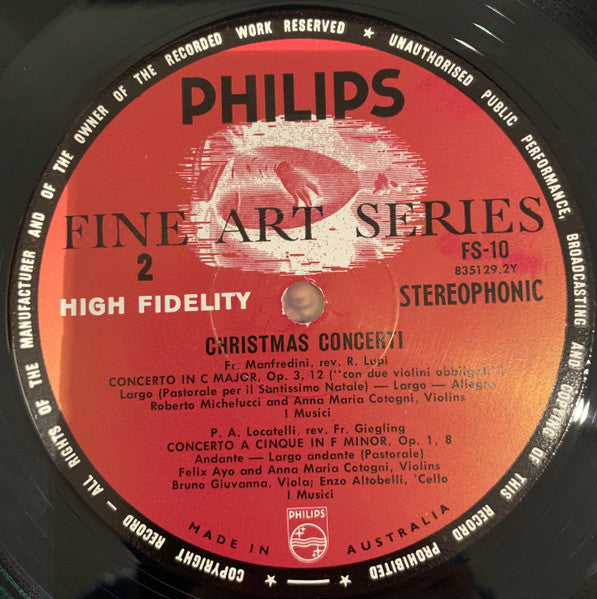 COPYRIGHT RECORD — ALL RIGHTS OF THE MANUFACTURER AND OF THE OWNER OF THE RECORDED WORK RESERVED ★ UNAUTHORISED PUBLIC PERFORMANCE, BROADCASTING AND COPYING OF THIS RECORD PROHIBITED ★
PHILIPS
FINE ART SERIES
2
FS-10
835129.2Y
HIGH FIDELITY
STEREOPHONIC
CHRISTMAS CONCERTI
Fr. Manfredini, rev. R. Lupi
CONCERTO IN C MAJOR, Op. 3, 12 ("con due violini obbligati")
Largo (Pastorale per il Santissimo Natale) — Largo — Allegro
Roberto Michelucci and Anna Maria Cotogni, Violins
I Musici
P. A. Locatelli, rev. Fr. Giegling
CONCERTO A CINQUE IN F MINOR, Op. 1, 8
Andante — Largo andante (Pastorale)
Felix Ayo and Anna Maria Cotogni, Violins
Bruno Giuvanna, Viola; Enzo Altobelli, 'Cello
I Musici
PHILIPS
MADE IN AUSTRALIA